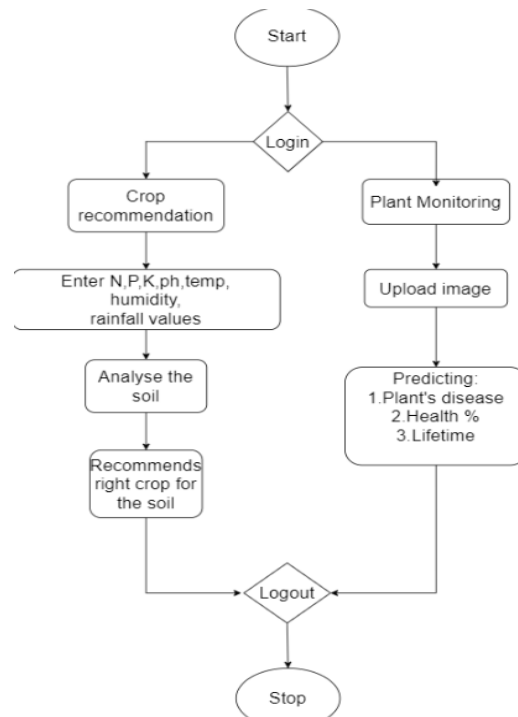 Start
Login
Crop
recommendation
Enter N,P,K,ph,temp,
humidity,
rainfall values
Analyse the
soil
Recommends
right crop for
the soil
Plant Monitoring
Upload image
Predicting:
1.Plant's disease
2.Health %
3.Lifetime
Logout
Stop